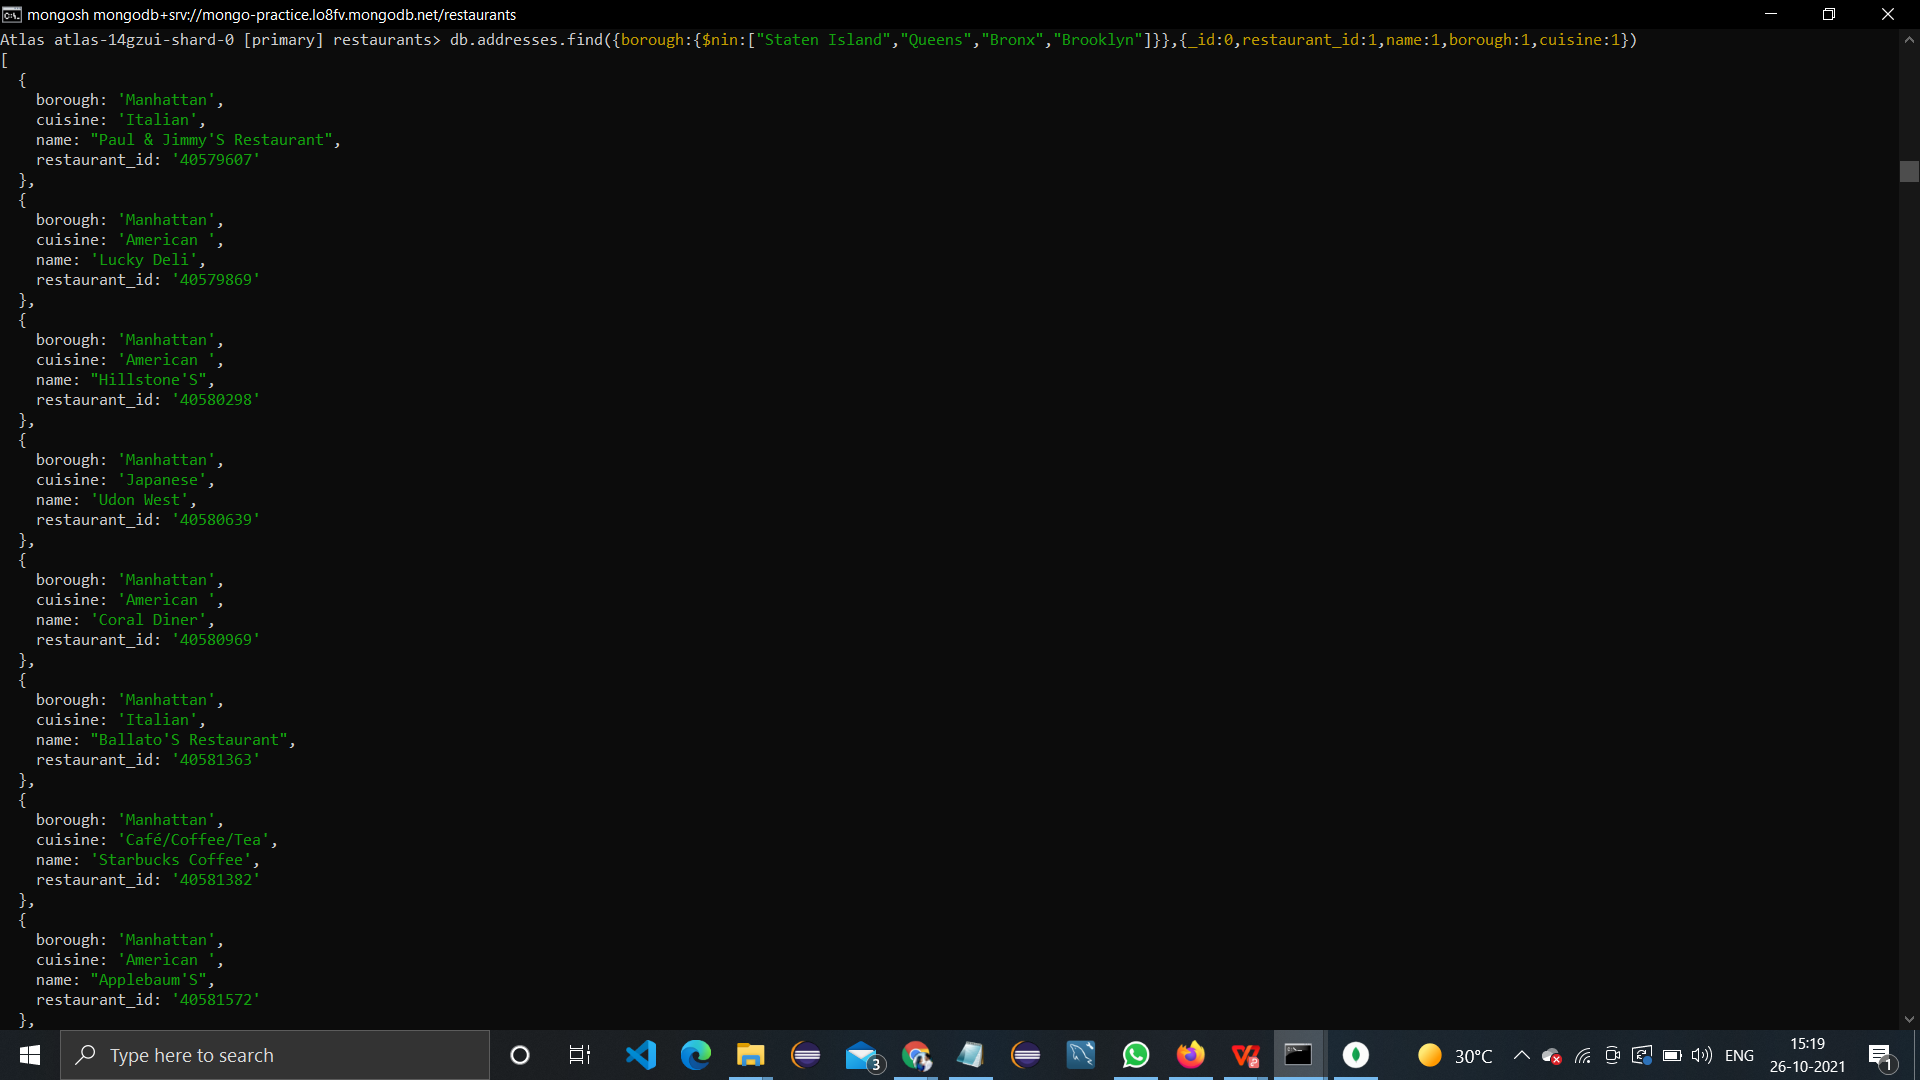 mongosh mongodb+srv://mongo-practice.lo8fv.mongodb.net/restaurants
Atlas atlas-14gzui-shard-0 [primary] restaurants> db.addresses.find({borough:{$nin:["Staten Island","Queens","Bronx","Brooklyn"]}},{_id:0,restaurant_id:1,name:1,borough:1,cuisine:1})
[
  {
    borough: 'Manhattan',
    cuisine: 'Italian',
    name: "Paul & Jimmy'S Restaurant",
    restaurant_id: '40579607'
  },
  {
    borough: 'Manhattan',
    cuisine: 'American ',
    name: 'Lucky Deli',
    restaurant_id: '40579869'
  },
  {
    borough: 'Manhattan',
    cuisine: 'American ',
    name: "Hillstone'S",
    restaurant_id: '40580298'
  },
  {
    borough: 'Manhattan',
    cuisine: 'Japanese',
    name: 'Udon West',
    restaurant_id: '40580639'
  },
  {
    borough: 'Manhattan',
    cuisine: 'American ',
    name: 'Coral Diner',
    restaurant_id: '40580969'
  },
  {
    borough: 'Manhattan',
    cuisine: 'Italian',
    name: "Ballato'S Restaurant",
    restaurant_id: '40581363'
  },
  {
    borough: 'Manhattan',
    cuisine: 'Café/Coffee/Tea',
    name: 'Starbucks Coffee',
    restaurant_id: '40581382'
  },
  {
    borough: 'Manhattan',
    cuisine: 'American ',
    name: "Applebaum'S",
    restaurant_id: '40581572'
  },
Type here to search
3
30°C
ENG
15:19
26-10-2021
1